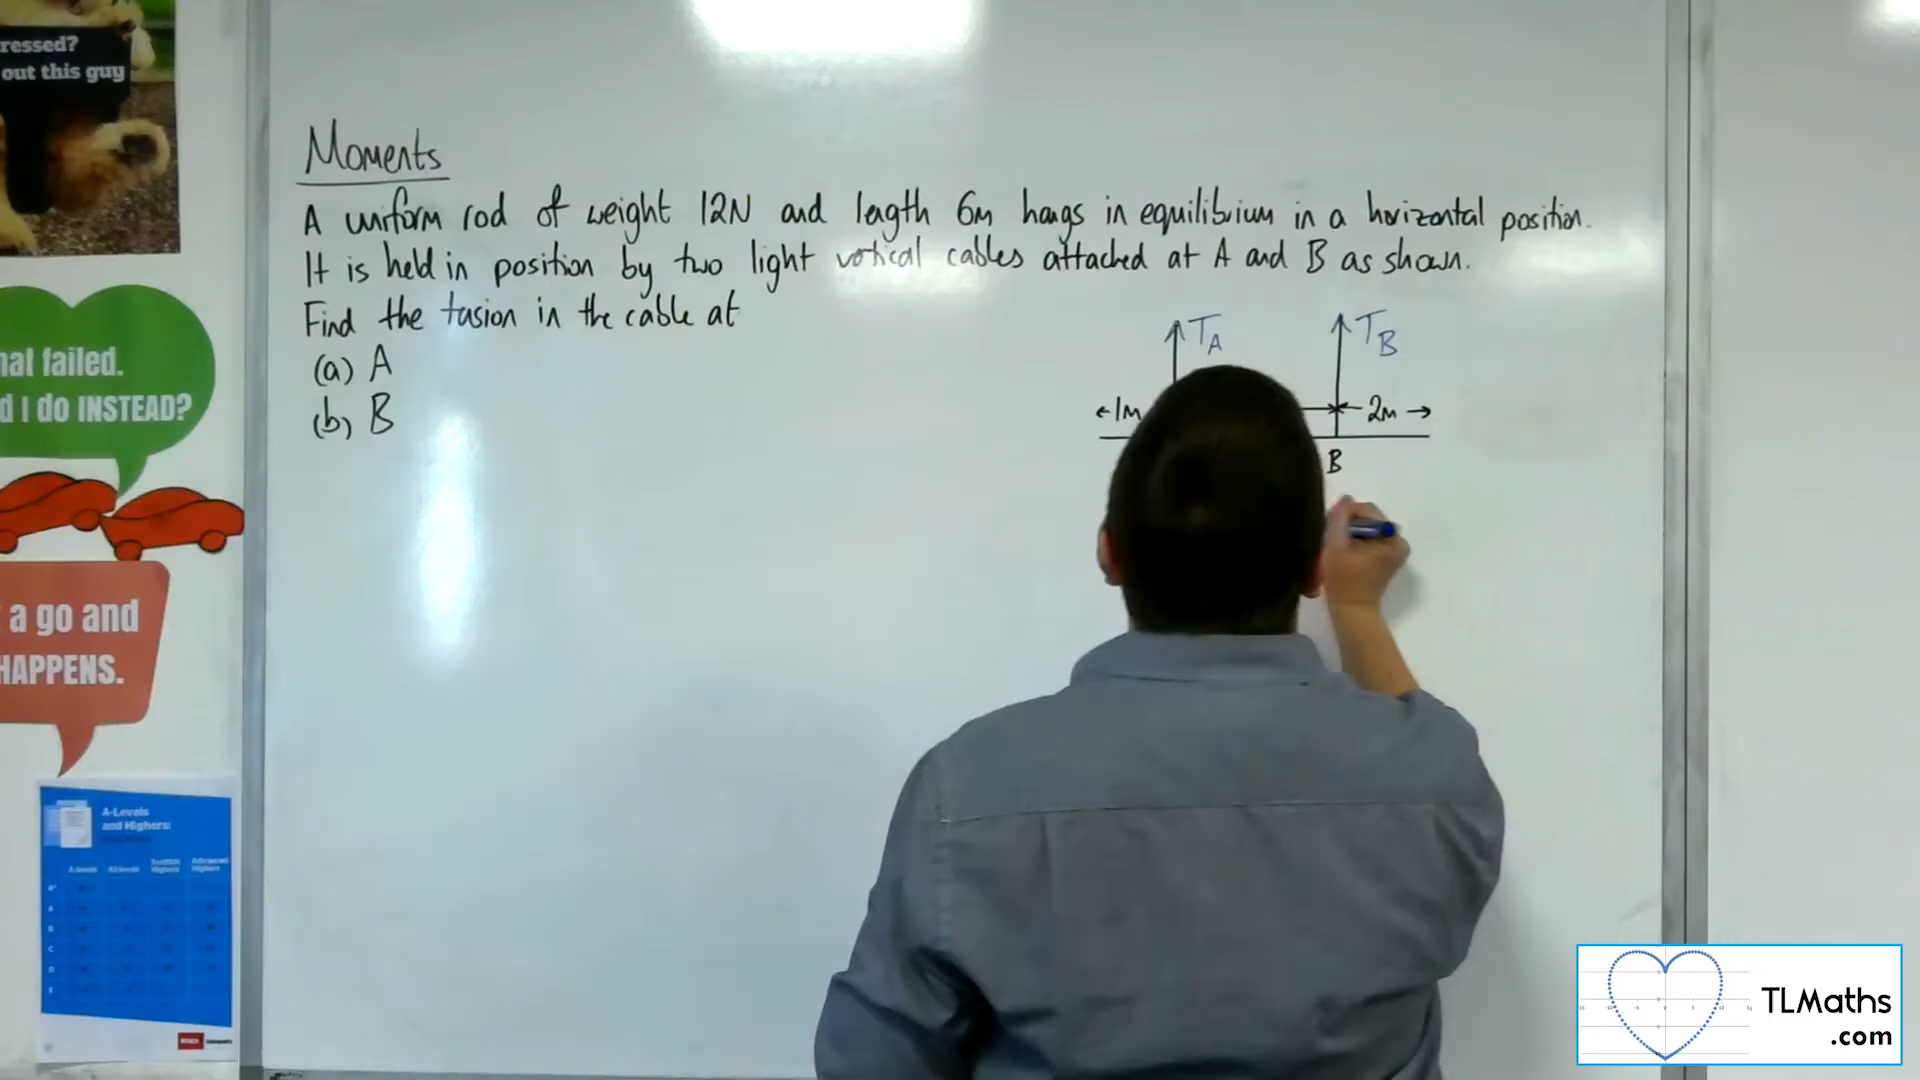 ressed?
out this guy
hat failed.
d I do INSTEAD?
a go and
HAPPENS.
A-Levels
and Highers:
Moments
A uniform rod of weight 12N and length 6m hangs in equilibrium in a horizontal position.
It is held in position by two light vertical cables attached at A and B as shown.
Find the tension in the cable at
(a) A
(b) B
T_A
T_B
1m
2m
B
TLMaths
.com